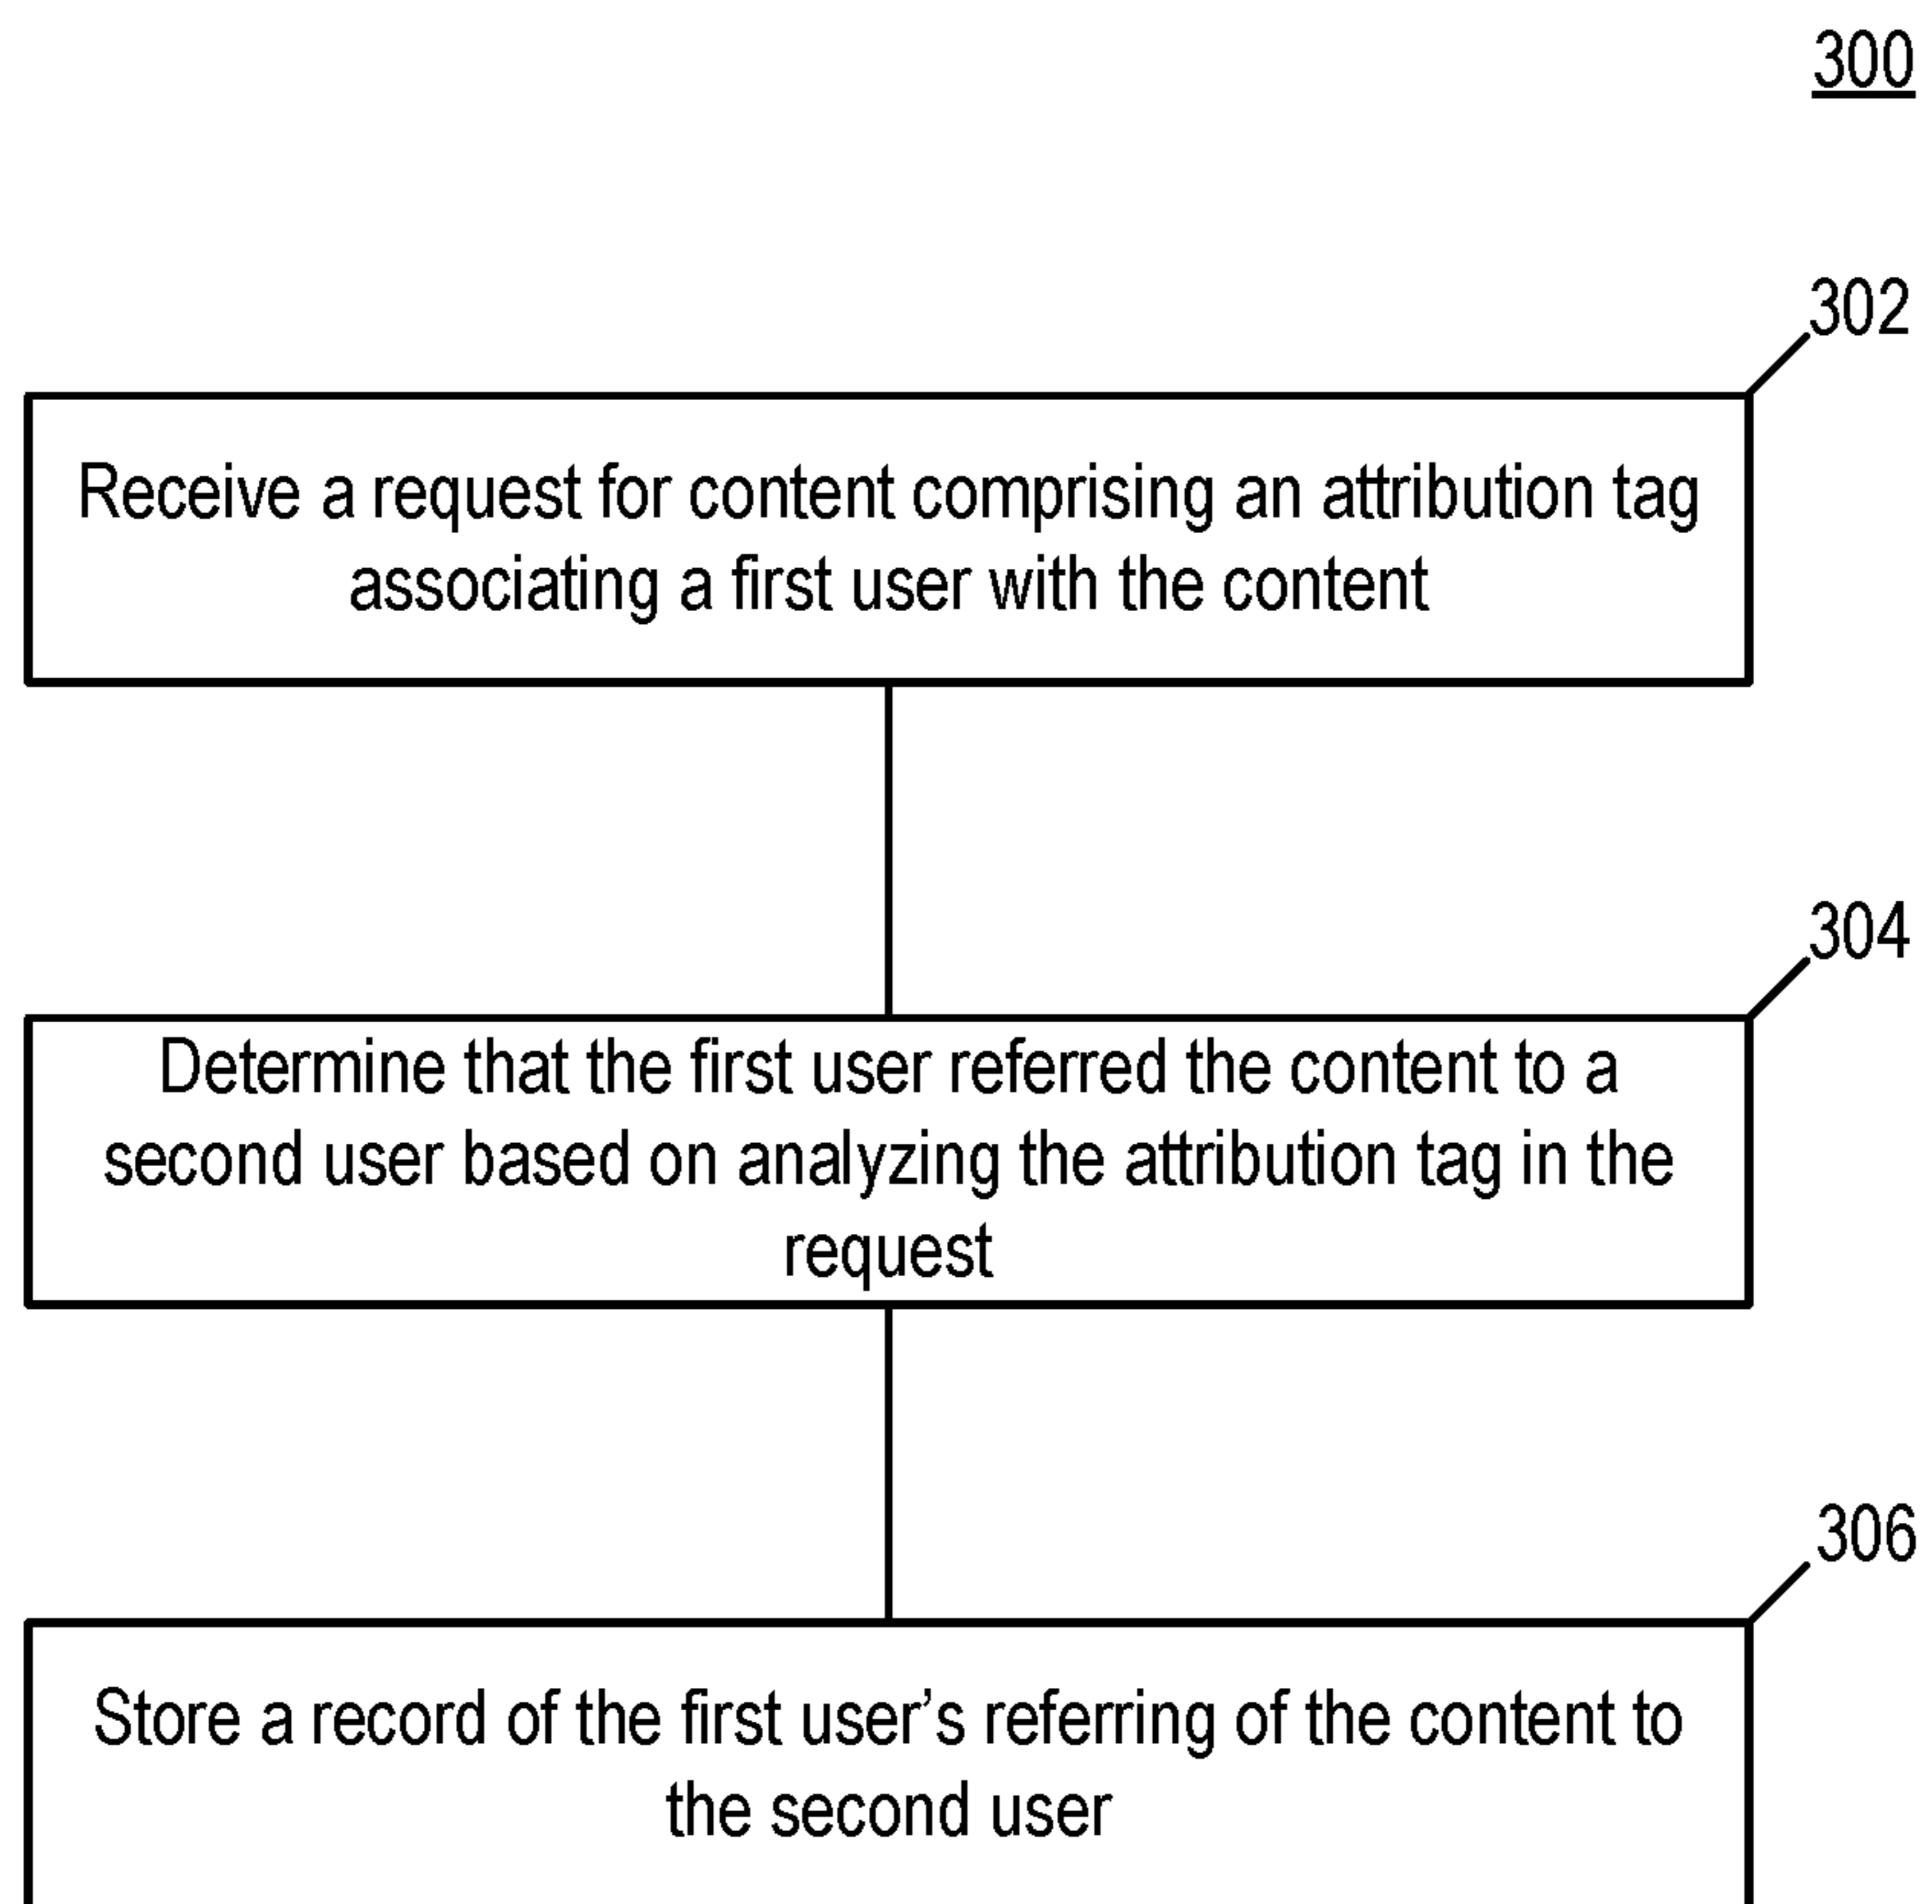 300
302
Receive a request for content comprising an attribution tag
associating a first user with the content
304
Determine that the first user referred the content to a
second user based on analyzing the attribution tag in the
request
306
Store a record of the first user’s referring of the content to
the second user